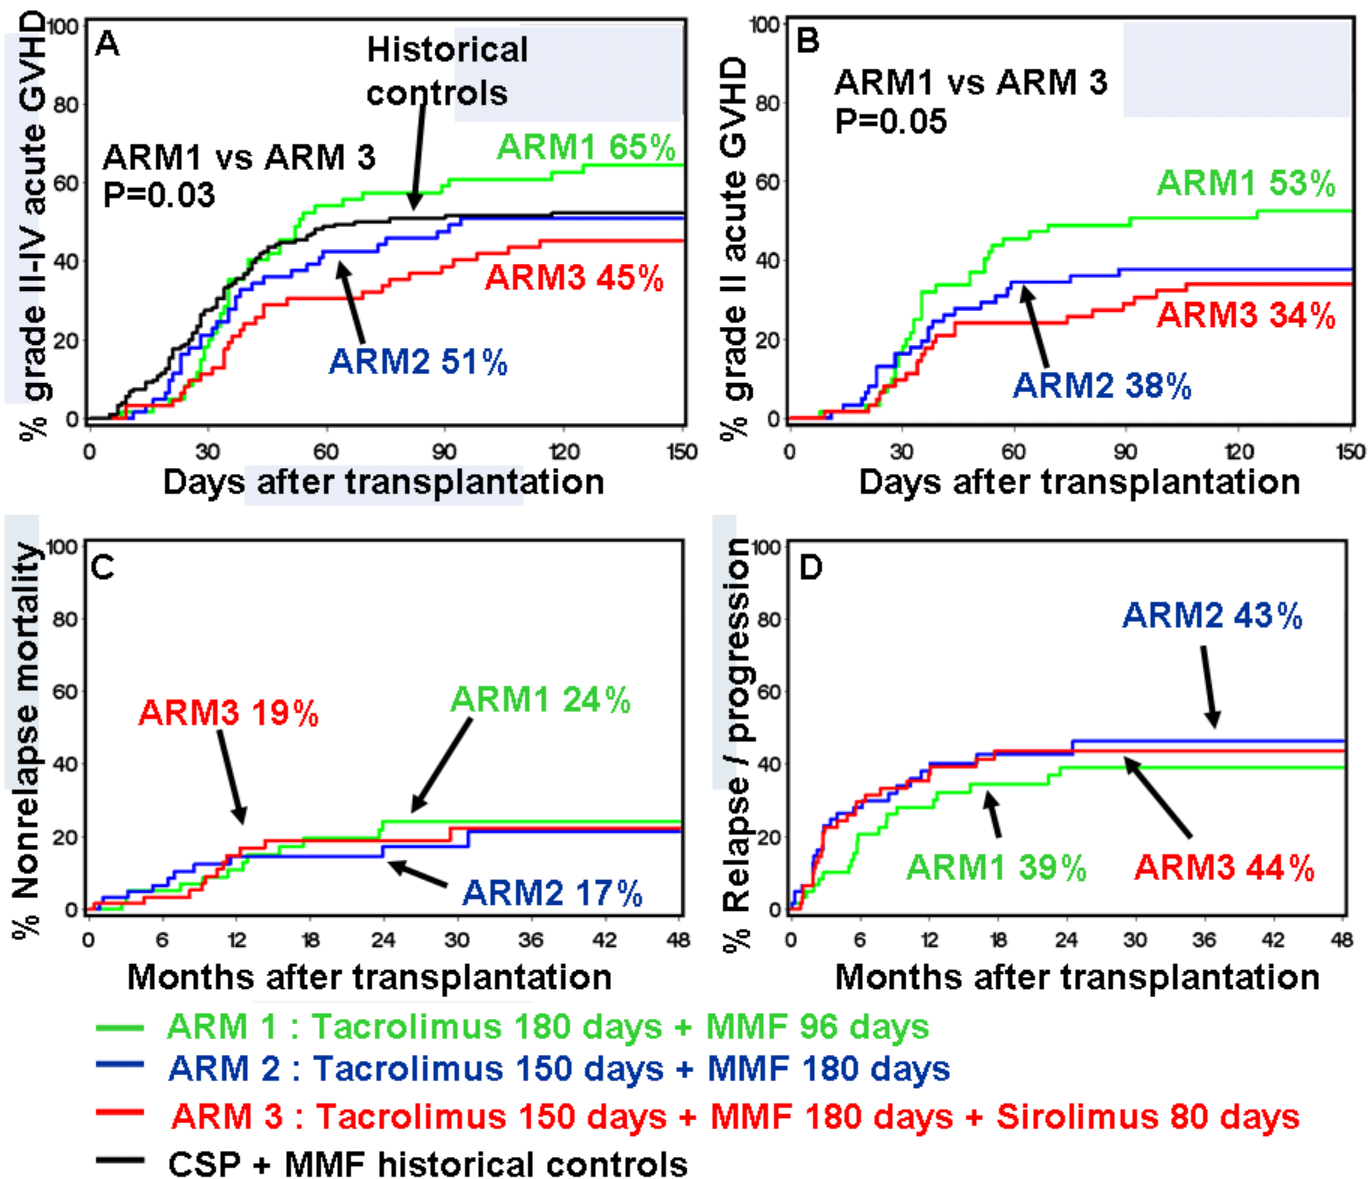 A
% grade II-IV acute GVHD
100
80
60
40
20
0
Historical
controls
ARM1 vs ARM 3
P=0.03
ARM1 65%
ARM3 45%
ARM2 51%
0 30 60 90 120 150
Days after transplantation
B
% grade II acute GVHD
100
80
60
40
20
0
ARM1 vs ARM 3
P=0.05
ARM1 53%
ARM3 34%
ARM2 38%
0 30 60 90 120 150
Days after transplantation
C
% Nonrelapse mortality
100
80
60
40
20
0
ARM3 19%
ARM1 24%
ARM2 17%
0 6 12 18 24 30 36 42 48
Months after transplantation
D
% Relapse / progression
100
80
60
40
20
0
ARM2 43%
ARM1 39%
ARM3 44%
0 6 12 18 24 30 36 42 48
Months after transplantation
ARM 1 : Tacrolimus 180 days + MMF 96 days
ARM 2 : Tacrolimus 150 days + MMF 180 days
ARM 3 : Tacrolimus 150 days + MMF 180 days + Sirolimus 80 days
CSP + MMF historical controls